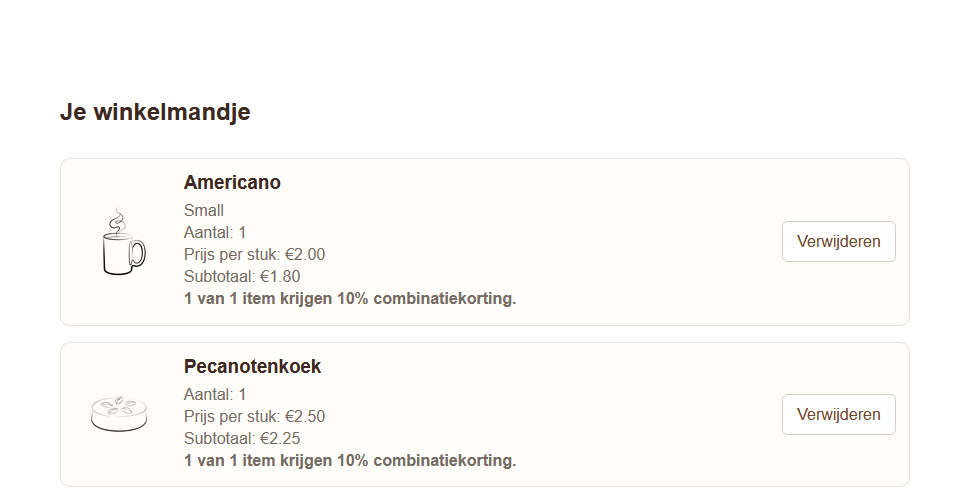 Je winkelmandje
Americano
Small
Aantal: 1
Prijs per stuk: €2.00
Subtotaal: €1.80
1 van 1 item krijgen 10% combinatiekorting.
Verwijderen
Pecanotenkoek
Aantal: 1
Prijs per stuk: €2.50
Subtotaal: €2.25
1 van 1 item krijgen 10% combinatiekorting.
Verwijderen